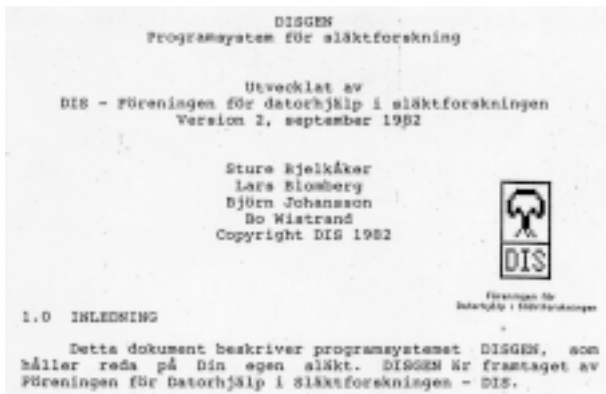 DISGEN
Programsystem för släktforskning
Utvecklat av
DIS - Föreningen för datorhjälp i släktforskningen
Version 2, september 1982
Sture Bjelkåker
Lars Blomberg
Björn Johansson
Bo Wistrand
Copyright DIS 1982
DIS
Föreningen för
Datorhjälp i Släktforskningen
1.0 INLEDNING
Detta dokument beskriver programsystemet DISGEN, som
håller reda på Din egen släkt. DISGEN är framtaget av
Föreningen för Datorhjälp i Släktforskningen - DIS.